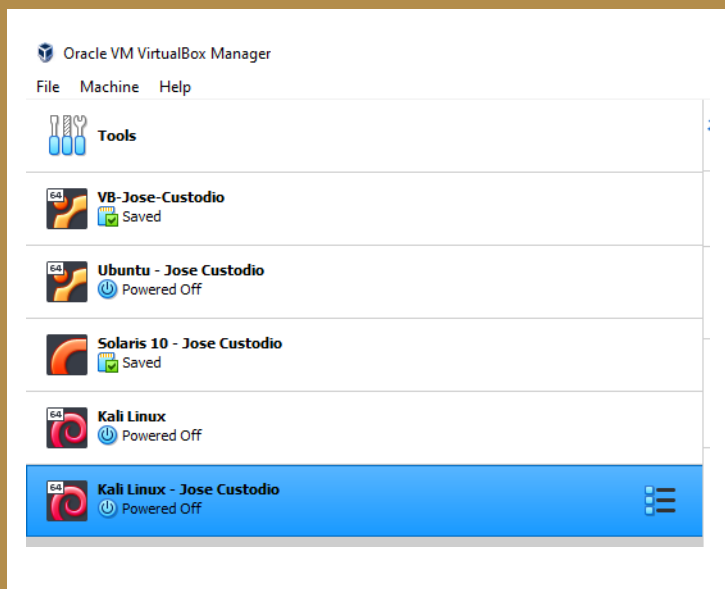 Oracle VM VirtualBox Manager
File Machine Help
Tools
64
VB-Jose-Custodio
Saved
64
Ubuntu - Jose Custodio
Powered Off
Solaris 10 - Jose Custodio
Saved
64
Kali Linux
Powered Off
64
Kali Linux - Jose Custodio
Powered Off